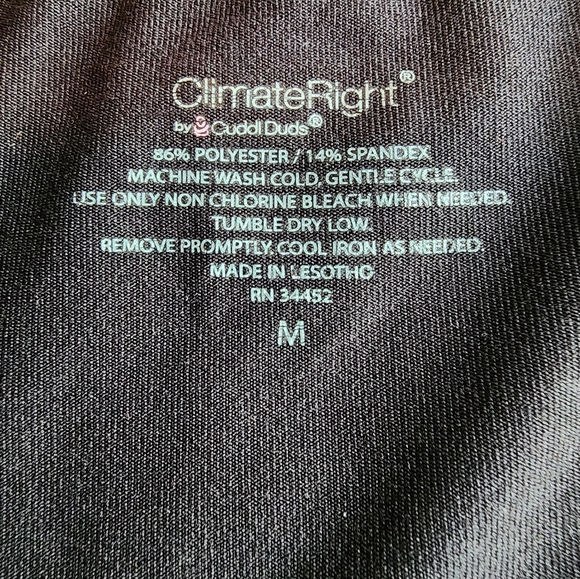 ClimateRight®
by Cuddl Duds®
86% POLYESTER / 14% SPANDEX
MACHINE WASH COLD, GENTLE CYCLE.
USE ONLY NON CHLORINE BLEACH WHEN NEEDED.
TUMBLE DRY LOW.
REMOVE PROMPTLY. COOL IRON AS NEEDED.
MADE IN LESOTHO
RN 34452
M